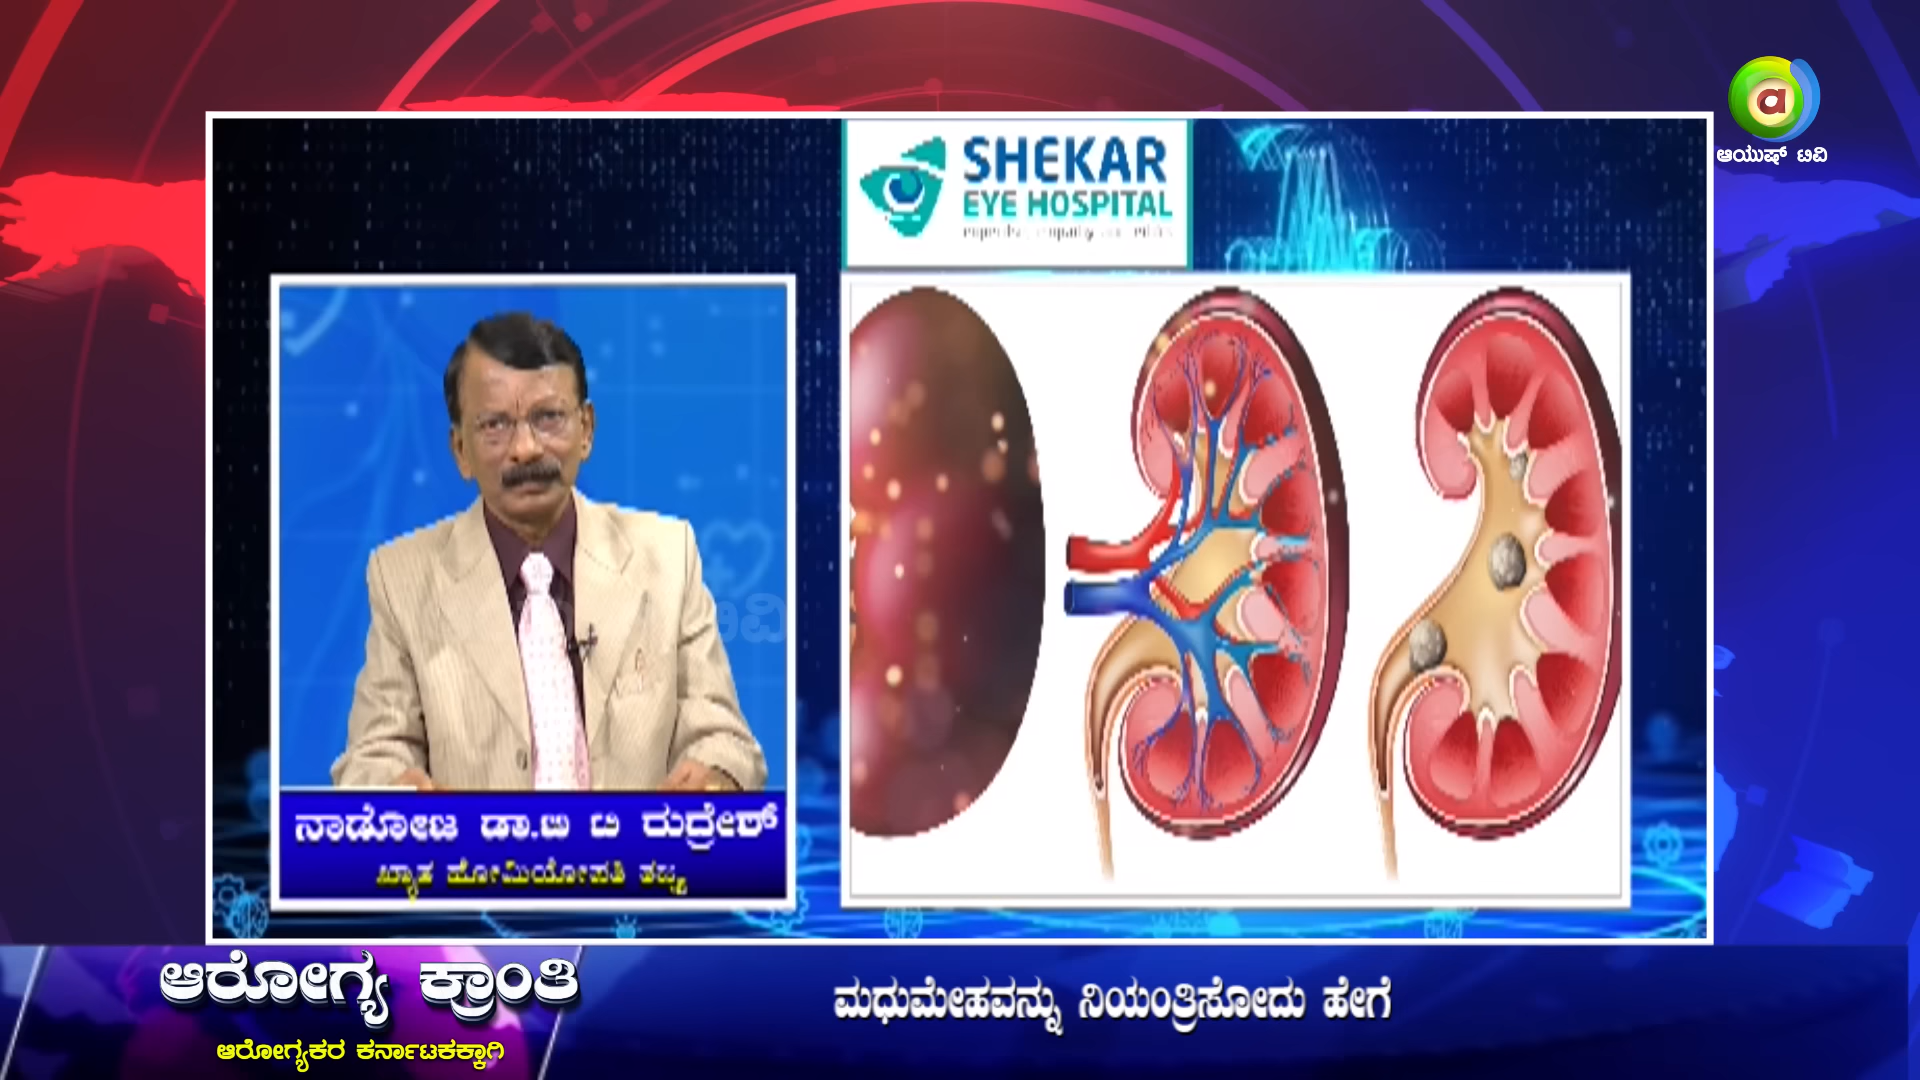 a
ಆಯುಷ್ ಟಿವಿ
SHEKAR
EYE HOSPITAL
ಟಿವಿ
ನಾಡೋಜ ಡಾ.ಬಿ ಟಿ ರುದ್ರೇಶ್
ಖ್ಯಾತ ಹೋಮಿಯೋಪತಿ ತಜ್ಞ
ಆರೋಗ್ಯ ಕ್ರಾಂತಿ
ಆರೋಗ್ಯಕರ ಕರ್ನಾಟಕಕ್ಕಾಗಿ
ಮಧುಮೇಹವನ್ನು ನಿಯಂತ್ರಿಸೋದು ಹೇಗೆ